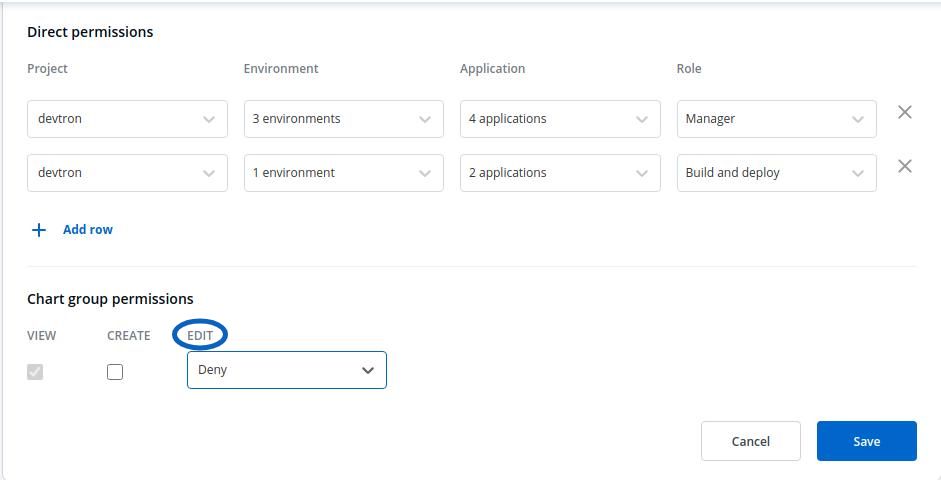 Direct permissions
Project Environment Application Role
devtron 3 environments 4 applications Manager
devtron 1 environment 2 applications Build and deploy
Add row
Chart group permissions
VIEW CREATE EDIT
Deny
Cancel Save